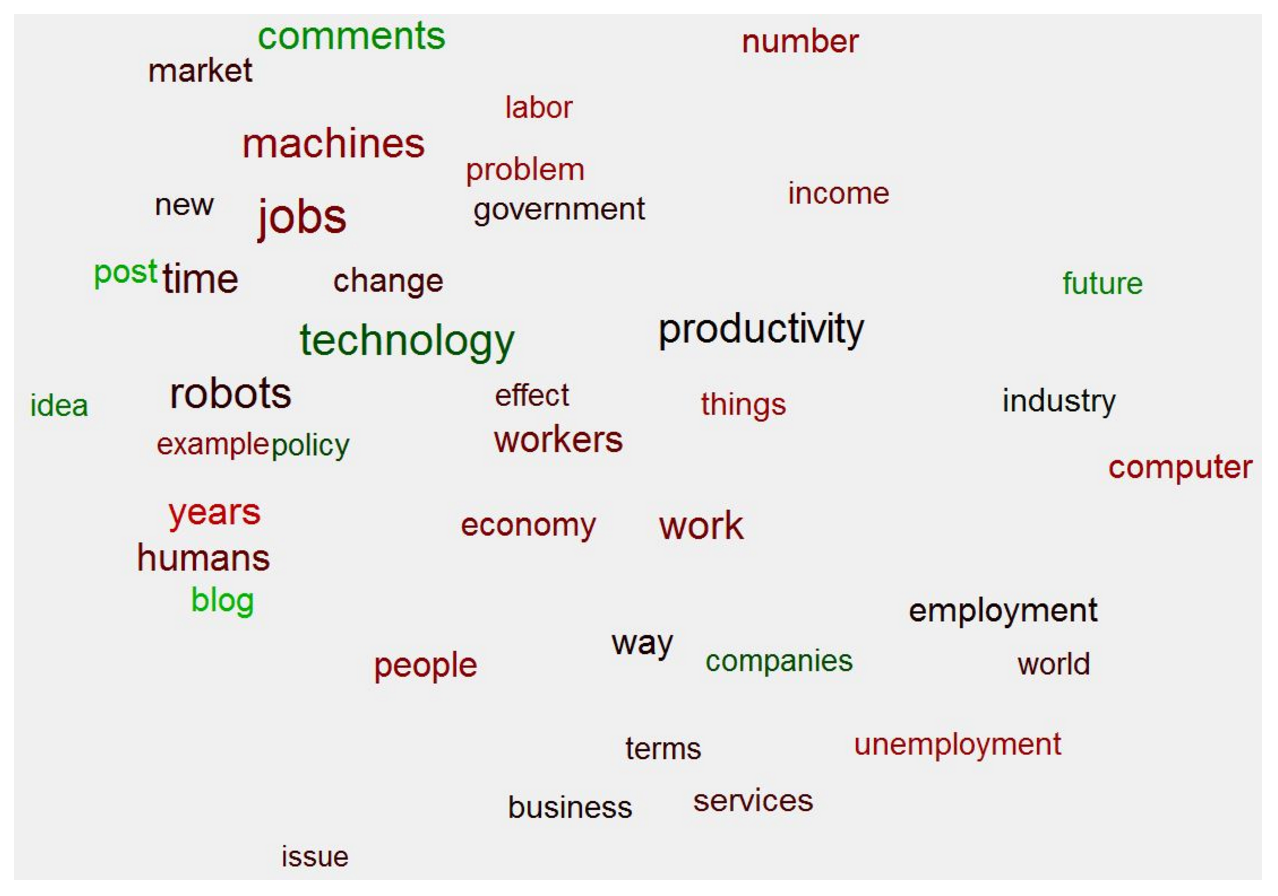 comments
number
market
labor
machines
problem
income
new
jobs
government
post
time
change
future
technology
productivity
robots
effect
things
industry
idea
example
policy
workers
computer
years
economy
work
humans
blog
employment
way
people
companies
world
terms
unemployment
business
services
issue